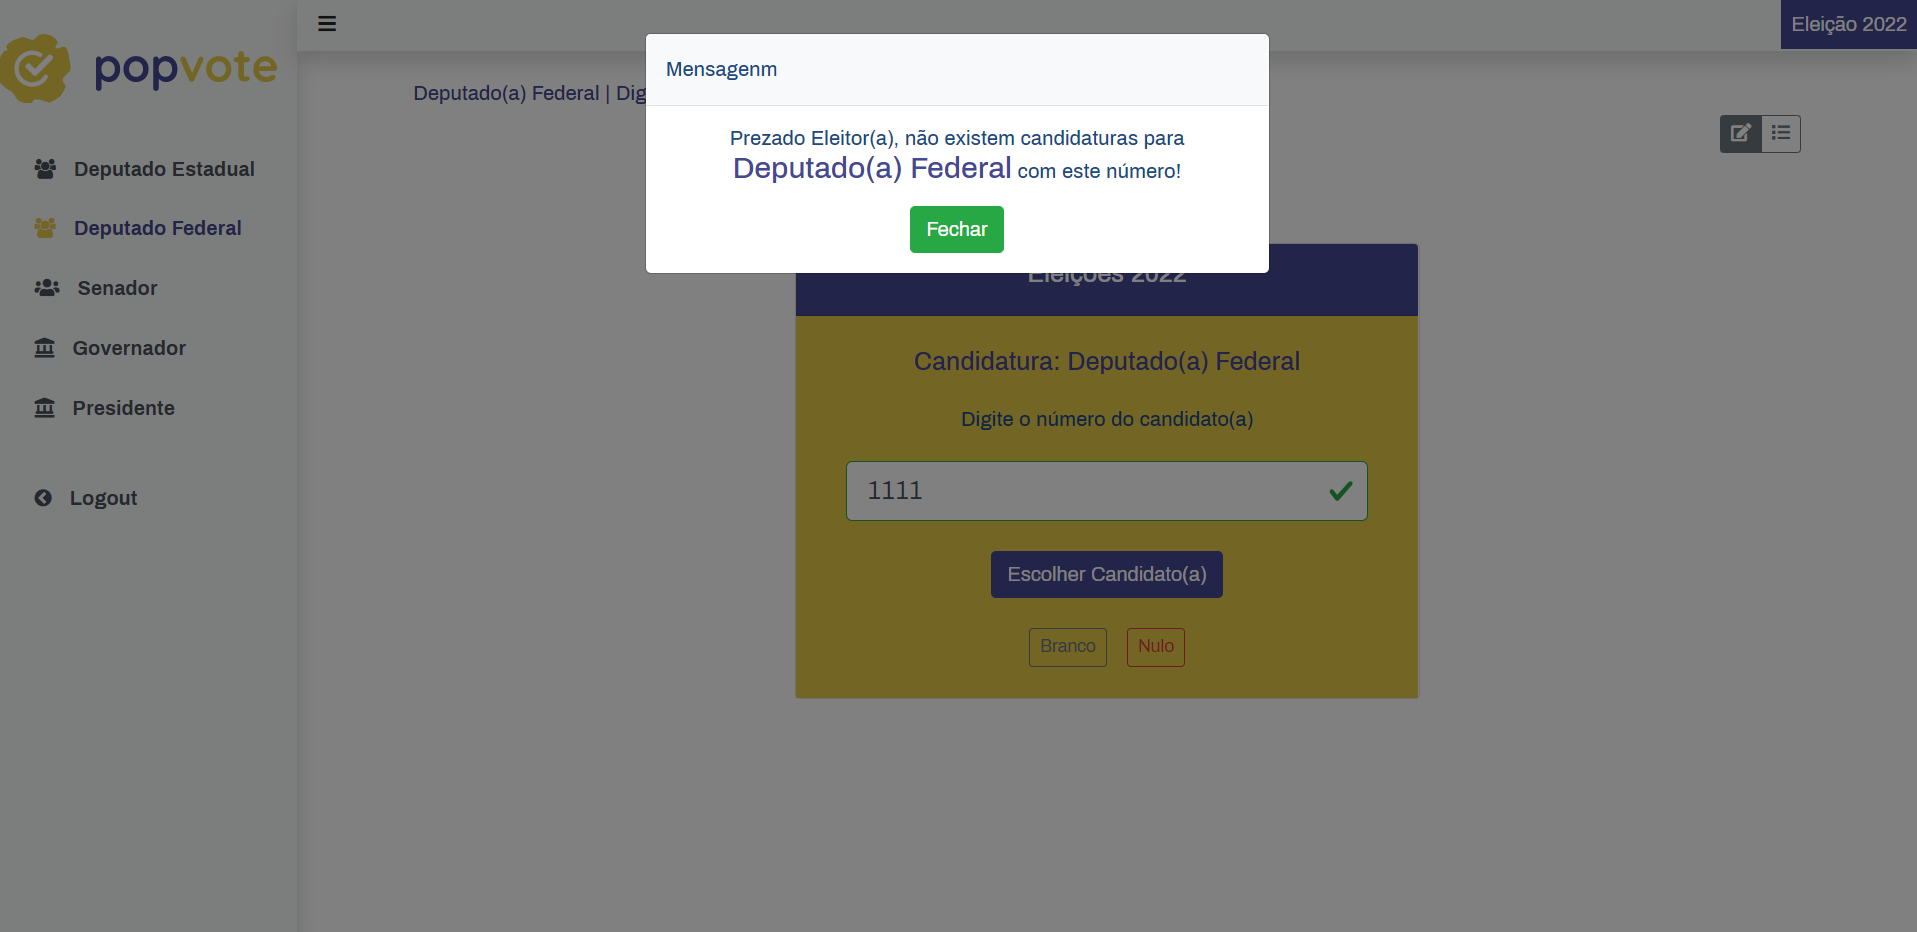 popvote
Eleição 2022
Deputado(a) Federal | Dig
Mensagenm
Prezado Eleitor(a), não existem candidaturas para
Deputado(a) Federal com este número!
Fechar
Deputado Estadual
Deputado Federal
Senador
Governador
Presidente
Logout
Eleições 2022
Candidatura: Deputado(a) Federal
Digite o número do candidato(a)
1111
Escolher Candidato(a)
Branco Nulo